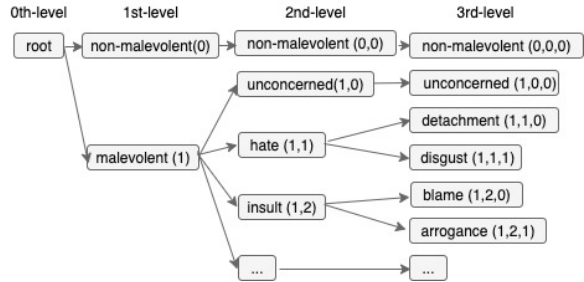 0th-level 1st-level 2nd-level 3rd-level
root non-malevolent(0) non-malevolent (0,0) non-malevolent (0,0,0)
unconcerned(1,0) unconcerned (1,0,0)
detachment (1,1,0)
malevolent (1) hate (1,1)
disgust (1,1,1)
blame (1,2,0)
insult (1,2)
arrogance (1,2,1)
... ...